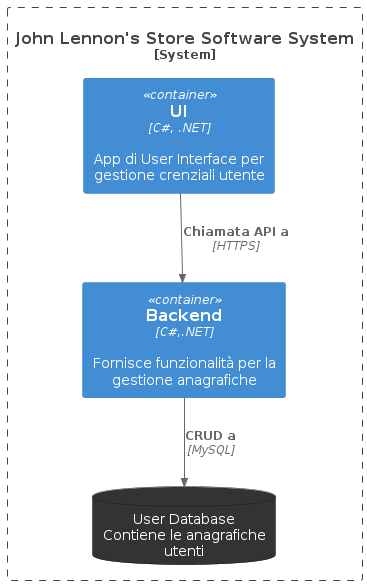 John Lennon's Store Software System
[System]
«container»
UI
[C#, .NET]
App di User Interface per
gestione crenziali utente
Chiamata API a
[HTTPS]
«container»
Backend
[C#,.NET]
Fornisce funzionalità per la
gestione anagrafiche
CRUD a
[MySQL]
User Database
Contiene le anagrafiche
utenti